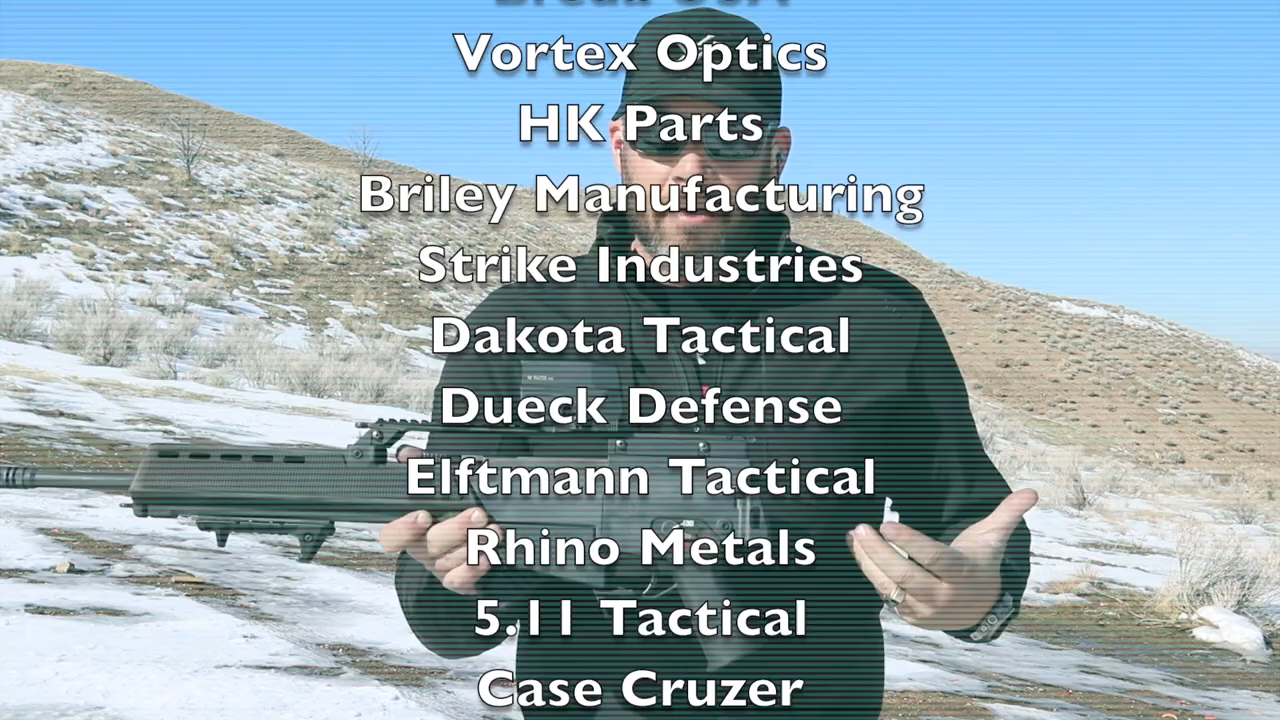 Vortex Optics
HK Parts
Briley Manufacturing
Strike Industries
Dakota Tactical
Dueck Defense
Elftmann Tactical
Rhino Metals
5.11 Tactical
Case Cruzer